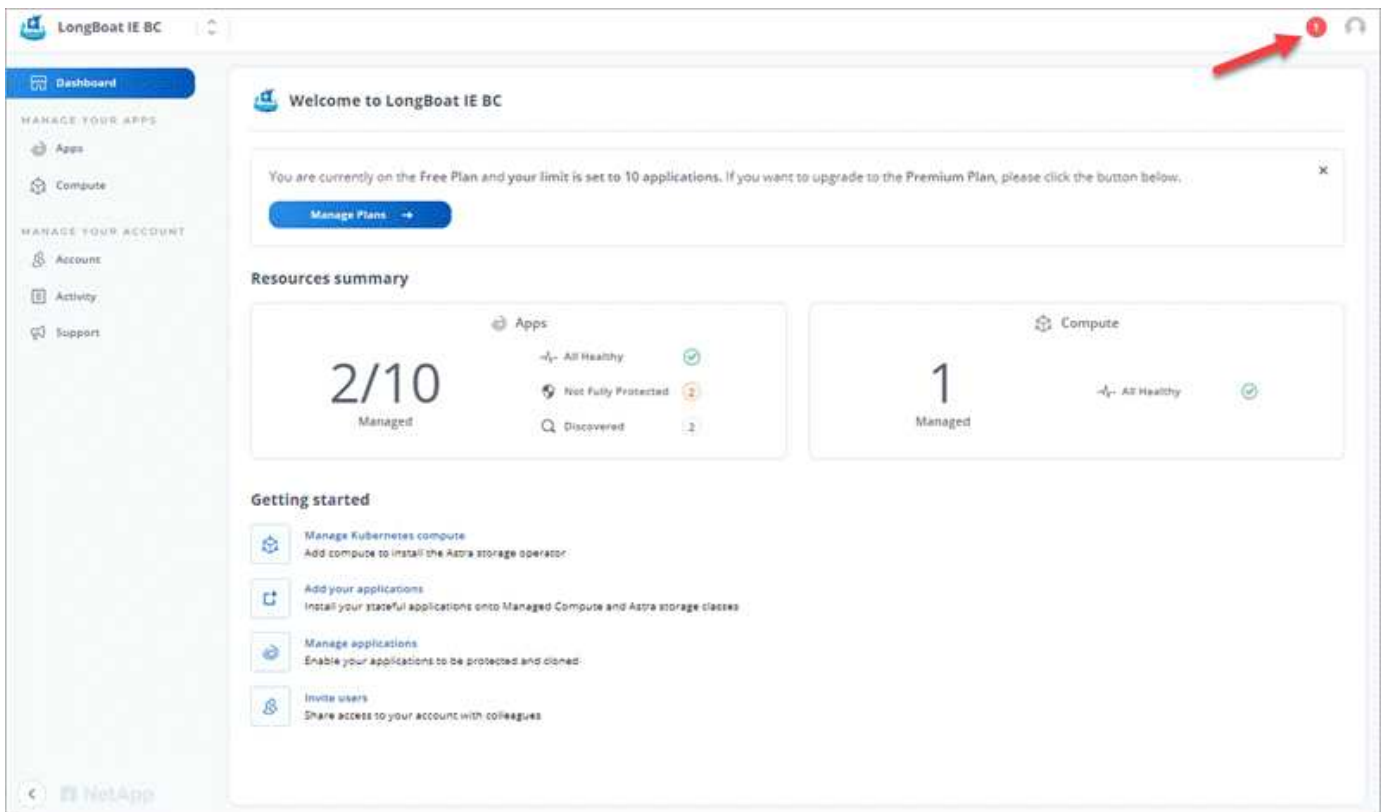 LongBoat IE BC
1
Dashboard
MANAGE YOUR APPS
Apps
Compute
MANAGE YOUR ACCOUNT
Account
Activity
Support
NetApp
Welcome to LongBoat IE BC
You are currently on the Free Plan and your limit is set to 10 applications. If you want to upgrade to the Premium Plan, please click the button below.
Manage Plans
Resources summary
Apps
2/10
Managed
All Healthy
Not Fully Protected 2
Discovered 2
Compute
1
Managed
All Healthy
Getting started
Manage Kubernetes compute
Add compute to install the Astra storage operator
Add your applications
Install your stateful applications onto Managed Compute and Astra storage classes
Manage applications
Enable your applications to be protected and cloned
Invite users
Share access to your account with colleagues